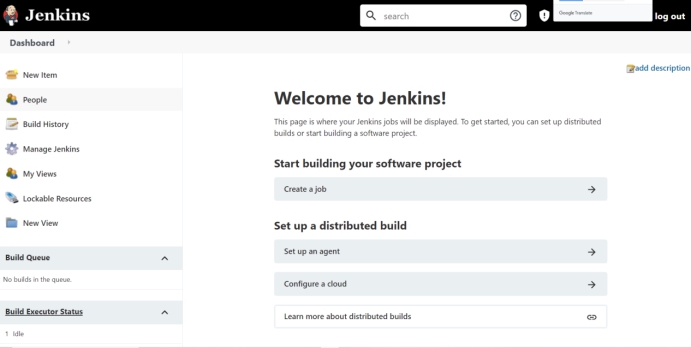 Jenkins
search
Google Translate
log out
Dashboard
add description
New Item
People
Build History
Manage Jenkins
My Views
Lockable Resources
New View
Build Queue
No builds in the queue.
Build Executor Status
1 Idle
Welcome to Jenkins!
This page is where your Jenkins jobs will be displayed. To get started, you can set up distributed
builds or start building a software project.
Start building your software project
Create a job
Set up a distributed build
Set up an agent
Configure a cloud
Learn more about distributed builds